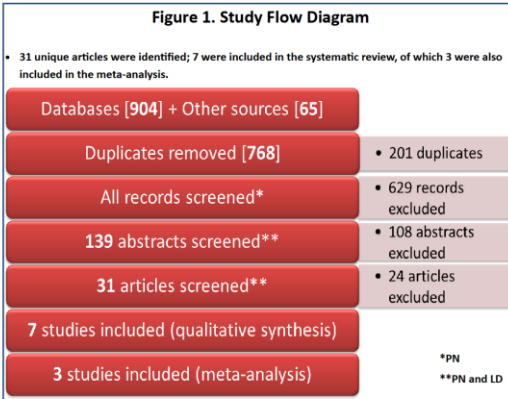 Figure 1. Study Flow Diagram
• 31 unique articles were identified; 7 were included in the systematic review, of which 3 were also
included in the meta-analysis.
Databases [904] + Other sources [65]
Duplicates removed [768]
• 201 duplicates
All records screened*
• 629 records
excluded
139 abstracts screened**
• 108 abstracts
excluded
31 articles screened**
• 24 articles
excluded
7 studies included (qualitative synthesis)
3 studies included (meta-analysis)
*PN
**PN and LD